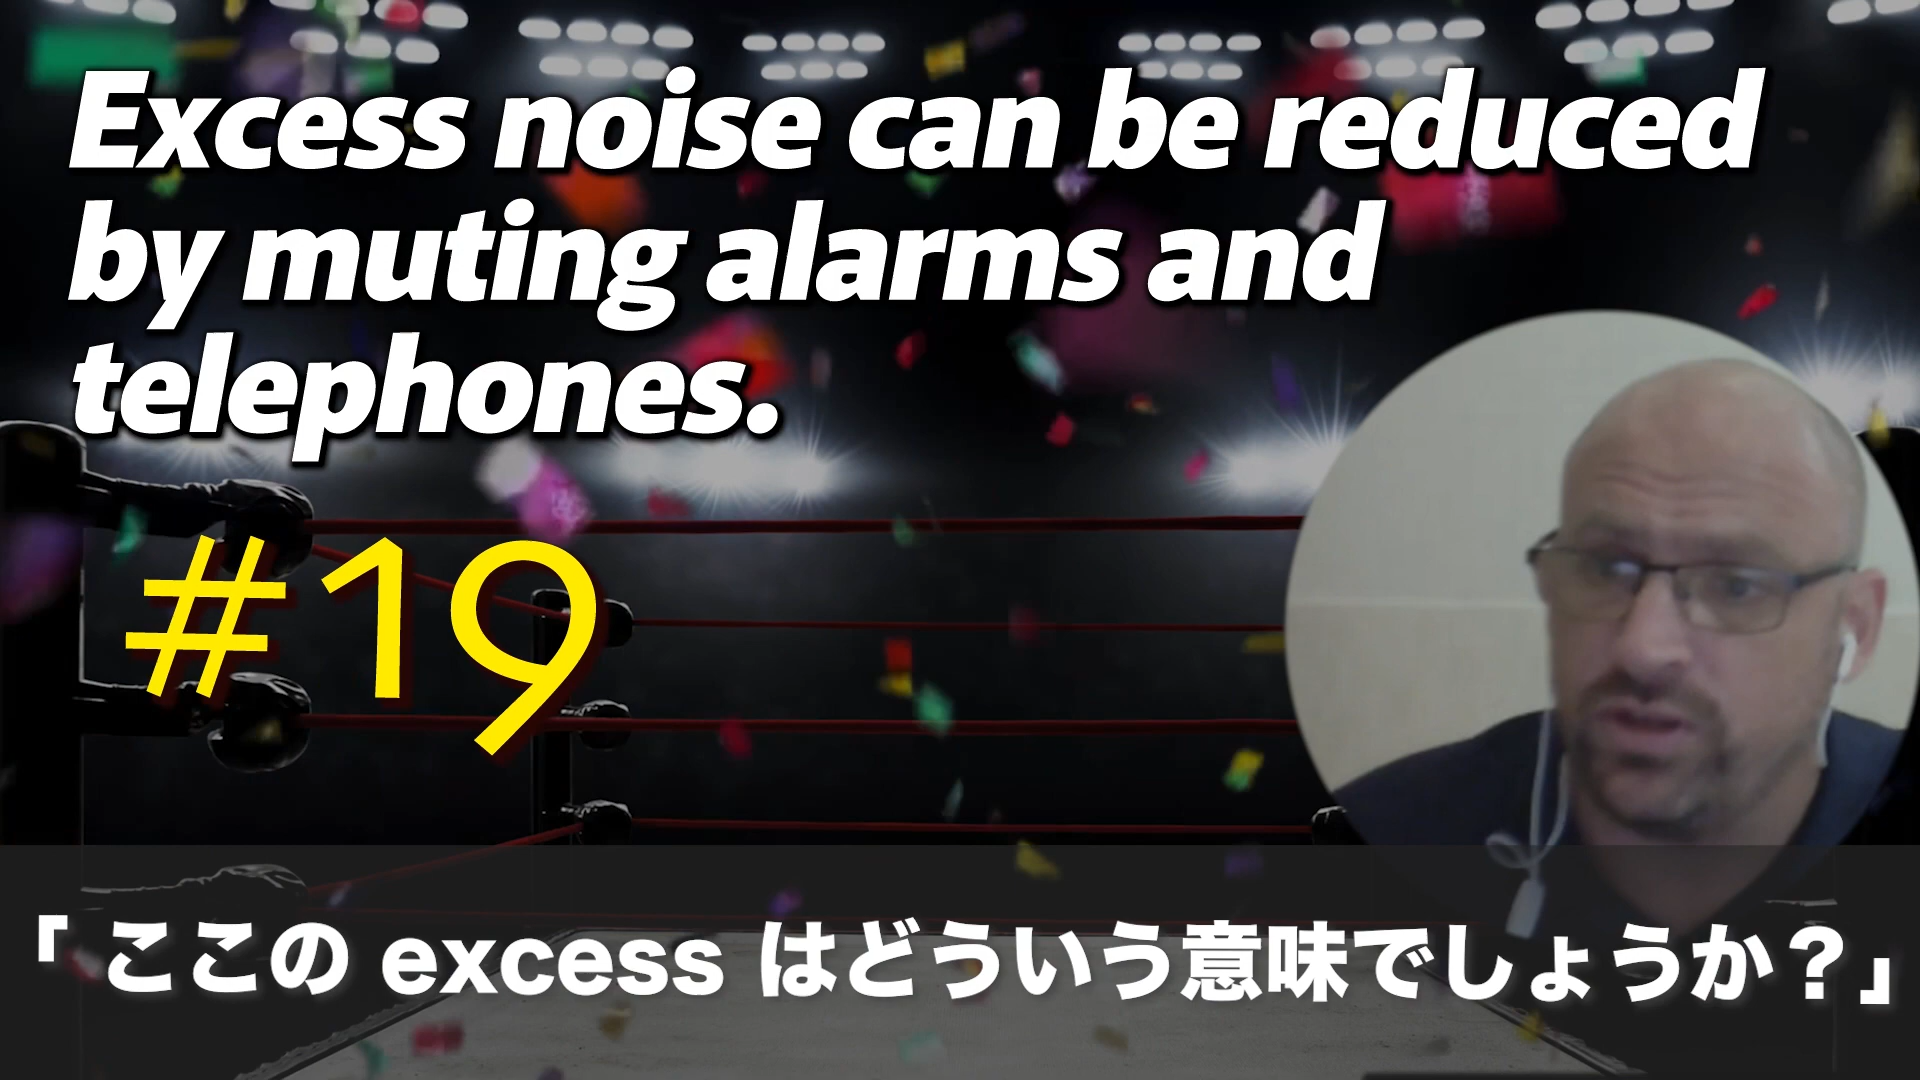 Excess noise can be reduced
by muting alarms and
telephones.
#19
「ここの excess はどういう意味でしょうか？」